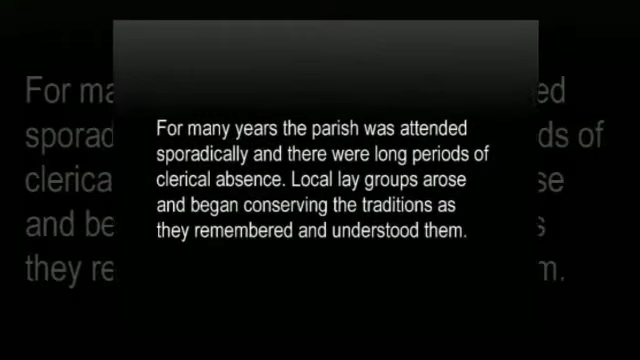 For many years the parish was attended
sporadically and there were long periods of
clerical absence. Local lay groups arose
and began conserving the traditions as
they remembered and understood them.